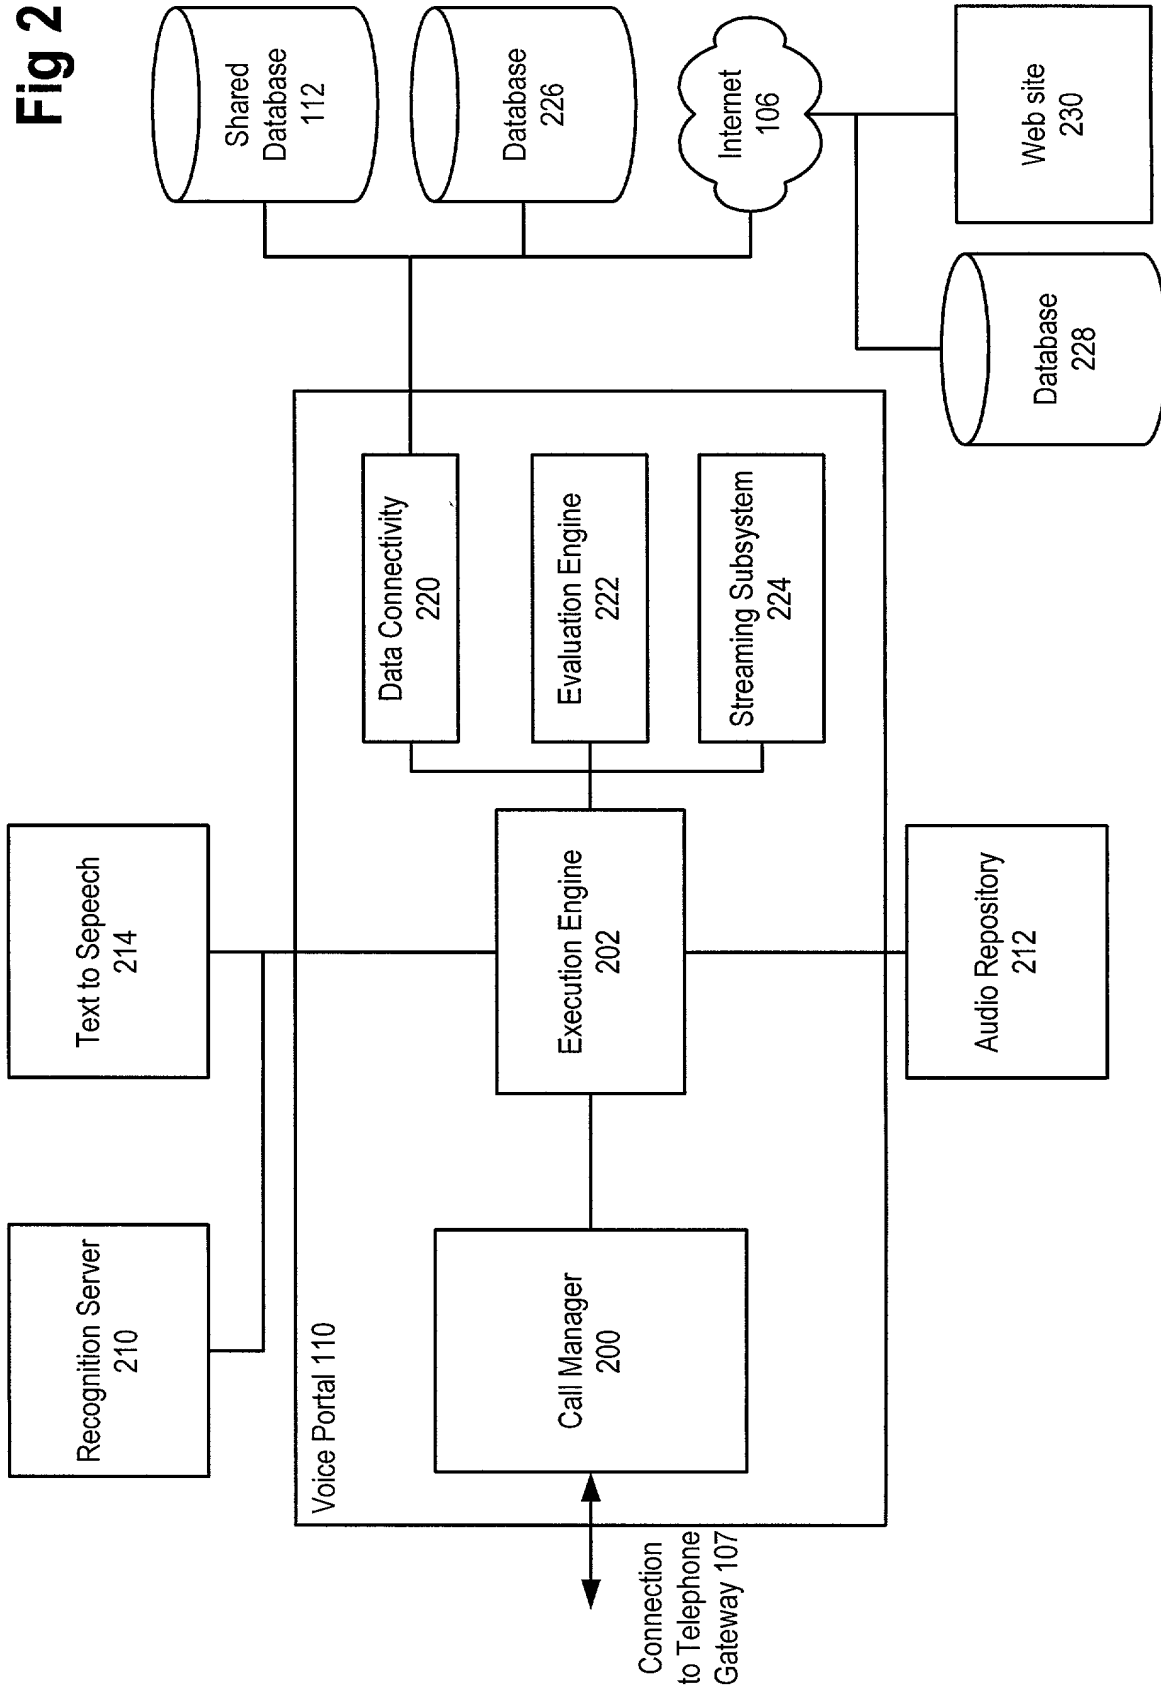 Fig 2
Recognition Server
210
Text to Sepeech
214
Shared
Database
112
Database
226
Internet
106
Web site
230
Database
228
Voice Portal 110
Data Connectivity
220
Evaluation Engine
222
Streaming Subsystem
224
Execution Engine
202
Call Manager
200
Connection
to Telephone
Gateway 107
Audio Repository
212